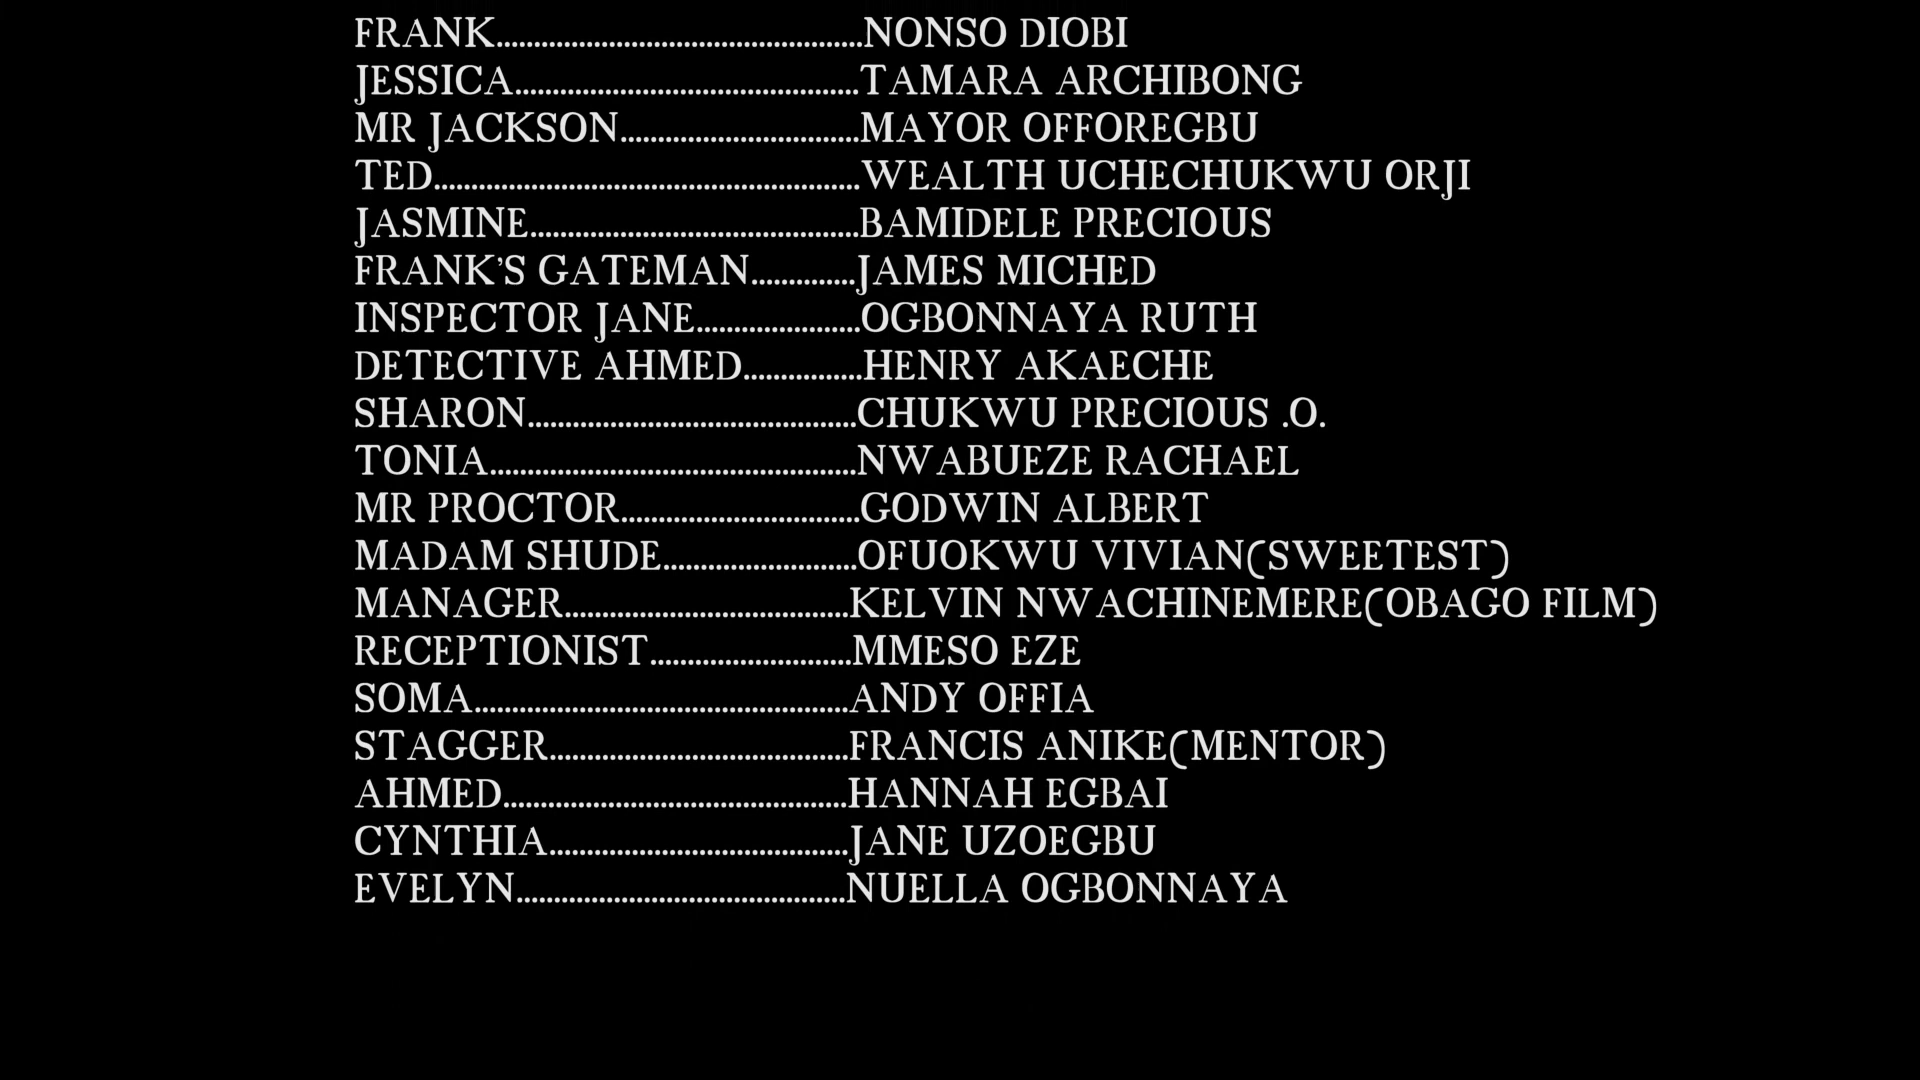 FRANK.................................................NONSO DIOBI
JESSICA..............................................TAMARA ARCHIBONG
MR JACKSON................................MAYOR OFFOREGBU
TED.........................................................WEALTH UCHECHUKWU ORJI
JASMINE............................................BAMIDELE PRECIOUS
FRANK'S GATEMAN..............JAMES MICHED
INSPECTOR JANE......................OGBONNAYA RUTH
DETECTIVE AHMED................HENRY AKAECHE
SHARON............................................CHUKWU PRECIOUS .O.
TONIA.................................................NWABUEZE RACHAEL
MR PROCTOR................................GODWIN ALBERT
MADAM SHUDE..........................OFUOKWU VIVIAN(SWEETEST)
MANAGER......................................KELVIN NWACHINEMERE(OBAGO FILM)
RECEPTIONIST...........................MMESO EZE
SOMA..................................................ANDY OFFIA
STAGGER........................................FRANCIS ANIKE(MENTOR)
AHMED..............................................HANNAH EGBAI
CYNTHIA........................................JANE UZOEGBU
EVELYN............................................NUELLA OGBONNAYA